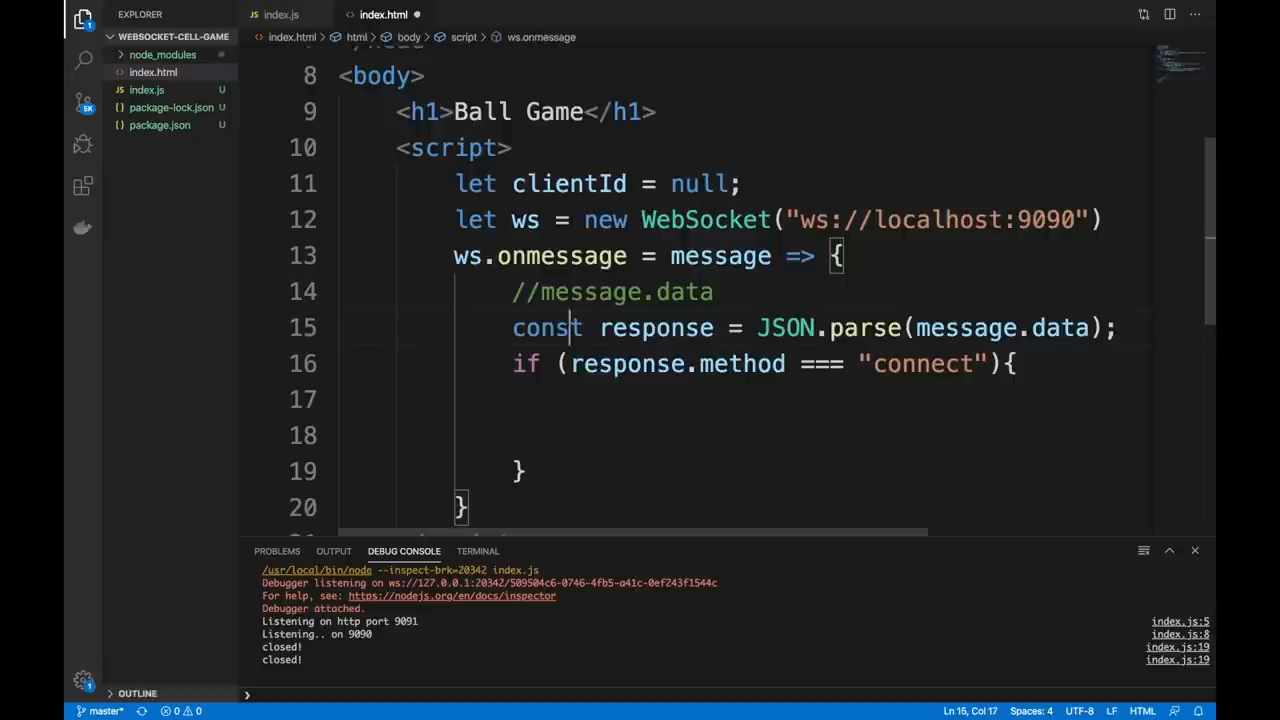 EXPLORER
index.js
index.html
WEBSOCKET-CELL-GAME
index.html
html
body
script
ws.onmessage
node_modules
index.html
index.js U
package-lock.json U
package.json U
1
5K
8 <body>
9 <h1>Ball Game</h1>
10 <script>
11 let clientId = null;
12 let ws = new WebSocket("ws://localhost:9090")
13 ws.onmessage = message => {
14 //message.data
15 const response = JSON.parse(message.data);
16 if (response.method === "connect"){
17
18
19 }
20 }
PROBLEMS OUTPUT DEBUG CONSOLE TERMINAL
/usr/local/bin/node --inspect-brk=20342 index.js
Debugger listening on ws://127.0.0.1:20342/509504c6-0746-4fb5-a41c-0ef243f1544c
For help, see: https://nodejs.org/en/docs/inspector
Debugger attached.
Listening on http port 9091 index.js:5
Listening.. on 9090 index.js:8
closed! index.js:19
closed! index.js:19
1
OUTLINE
master* 0 0 Ln 15, Col 17 Spaces: 4 UTF-8 LF HTML